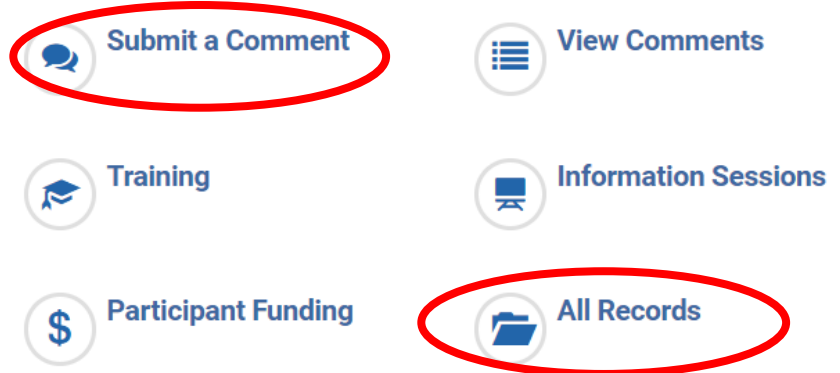 Submit a Comment
View Comments
Training
Information Sessions
$
Participant Funding
All Records